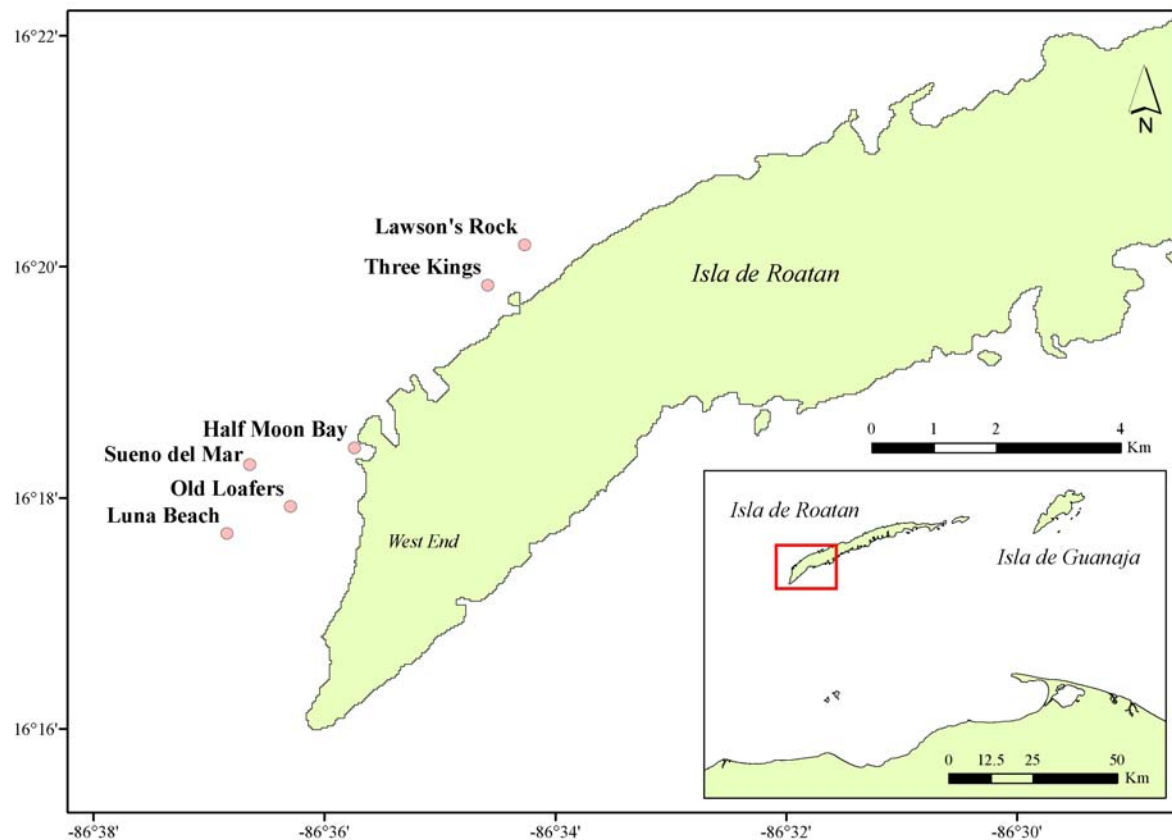 16°22'
N
Lawson's Rock
16°20'
Three Kings
Isla de Roatan
Half Moon Bay
0 1 2 4
Km
Sueno del Mar
Old Loafers
16°18'
Luna Beach
West End
Isla de Roatan
Isla de Guanaja
16°16'
0 12.5 25 50
Km
-86°38' -86°36' -86°34' -86°32' -86°30'